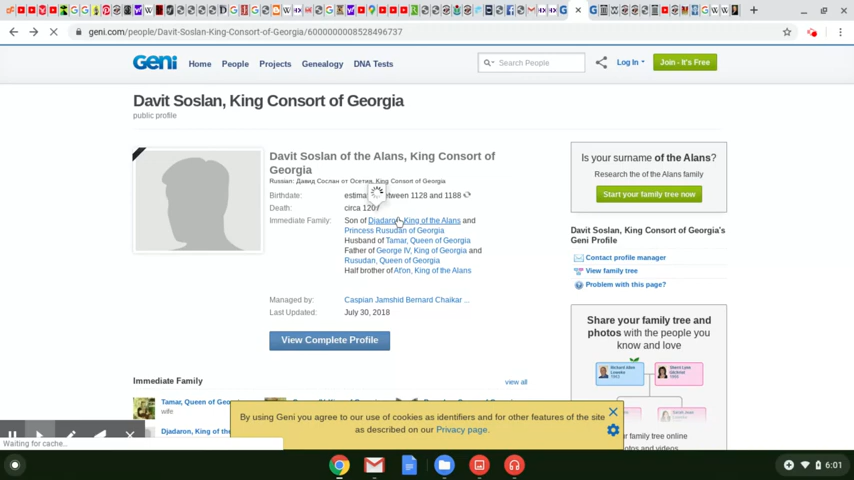 geni.com/people/Davit-Soslan-King-Consort-of-Georgia/6000000008528496737
Geni
Home People Projects Genealogy DNA Tests
Search People
Log In
Join - It's Free
Davit Soslan, King Consort of Georgia
public profile
Davit Soslan of the Alans, King Consort of
Georgia
Russian: Давид Сослан от Осетия, King Consort of Georgia
Birthdate: between 1128 and 1188
Death: circa
Immediate Family: Son of King of the Alans and
Princess Rusudan of Georgia
Husband of Tamar, Queen of Georgia
Father of George IV, King of Georgia and
Rusudan, Queen of Georgia
Half brother of At'on, King of the Alans
Managed by: Caspian Jamshid Bernard Chaikar ...
Last Updated: July 30, 2018
View Complete Profile
Immediate Family
view all
Tamar, Queen of
wife
Djadaron, King of the
Is your surname of the Alans?
Research the of the Alans family
Start your family tree now
Davit Soslan, King Consort of Georgia's
Geni Profile
Contact profile manager
View family tree
Problem with this page?
Share your family tree and
photos with the people you
know and love
family tree online
By using Geni you agree to our use of cookies as identifiers and for other features of the site
as described on our Privacy page.
Waiting for cache...
6:01